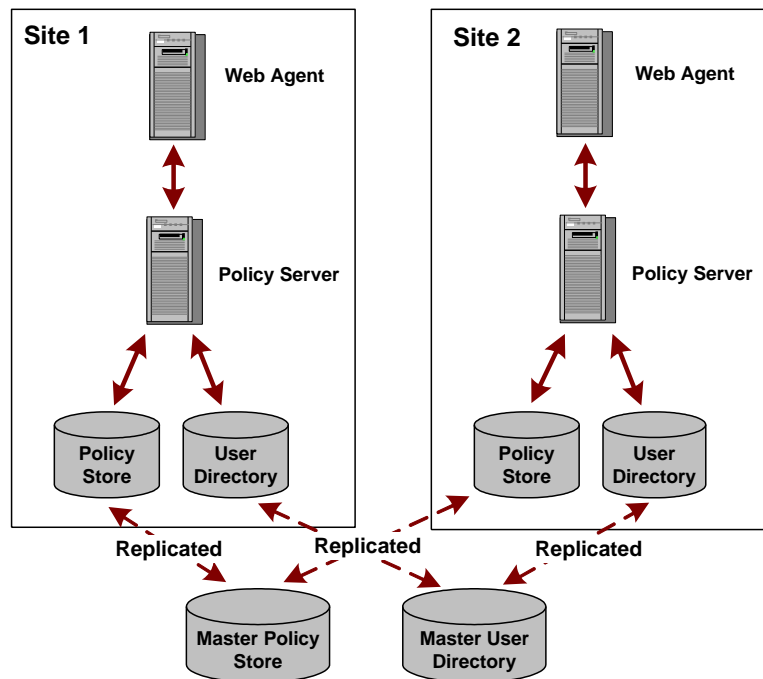 Site 1
Web Agent
Policy Server
Policy
Store
User
Directory
Site 2
Web Agent
Policy Server
Policy
Store
User
Directory
Replicated
Replicated
Replicated
Master Policy
Store
Master User
Directory